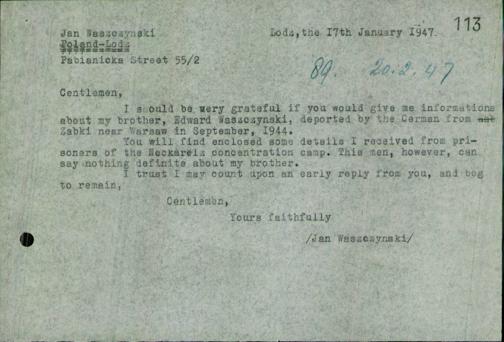 113
Jan Waszczynski
Lodz,the 17th January 1947.
Poland-Lodz
Pabianicka Street 55/2
89. 20.2.47
Gentlemen,
I sould be wery grateful if you would give me informations
about my brother, Edward Waszczynski, deported by the German from
Zabki near Warsaw in September, 1944.
You will find enclosed some details I received from pri-
soners of the Neckarelz concentration camp. This men, however, can
say nothing definite about my brother.
I trust I may count upon an early reply from you, and beg
to remain,
Gentlemen,
Yours faithfully
/Jan Waszczynski/